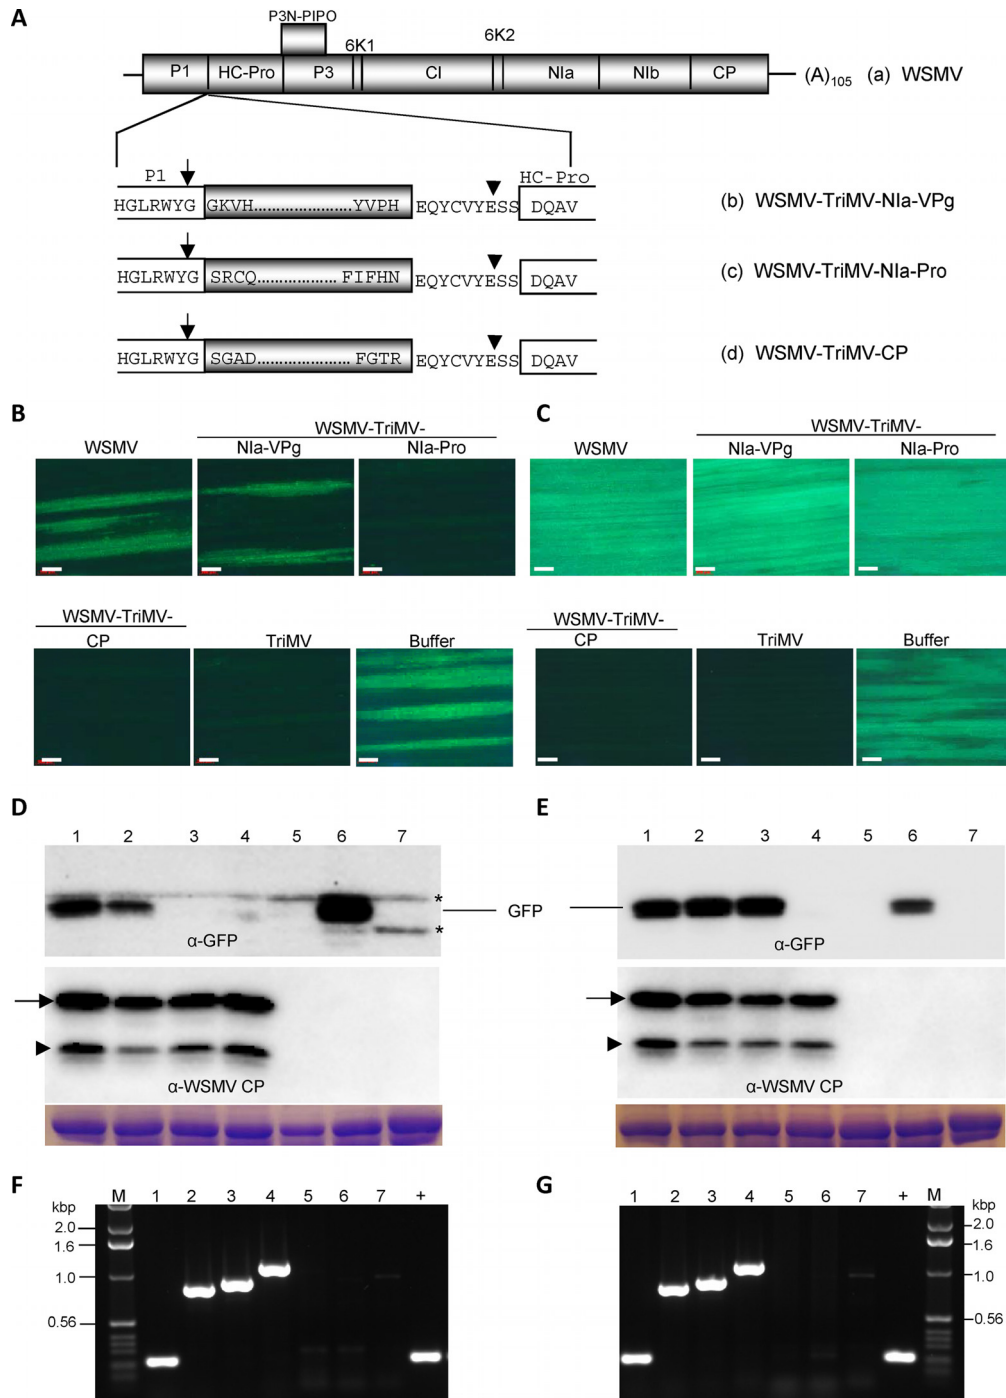 A
P3N-PIPO
6K1
6K2
P1 HC-Pro P3 CI NIa NIb CP
(A)105 (a) WSMV
P1 HC-Pro
HGLRWYG GKVH......................YVPH EQYCVYESS DQAV (b) WSMV-TriMV-NIa-VPg
HGLRWYG SRCQ...................FIFHN EQYCVYESS DQAV (c) WSMV-TriMV-NIa-Pro
HGLRWYG SGAD......................FGTR EQYCVYESS DQAV (d) WSMV-TriMV-CP
B
WSMV-TriMV-
WSMV NIa-VPg NIa-Pro
C
WSMV-TriMV-
WSMV NIa-VPg NIa-Pro
WSMV-TriMV-
CP TriMV Buffer
WSMV-TriMV-
CP TriMV Buffer
D
1 2 3 4 5 6 7
*
GFP
*
α-GFP
α-WSMV CP
E
1 2 3 4 5 6 7
α-GFP
α-WSMV CP
F
M 1 2 3 4 5 6 7 +
kbp
2.0
1.6
1.0
0.56
G
1 2 3 4 5 6 7 + M
kbp
2.0
1.6
1.0
0.56